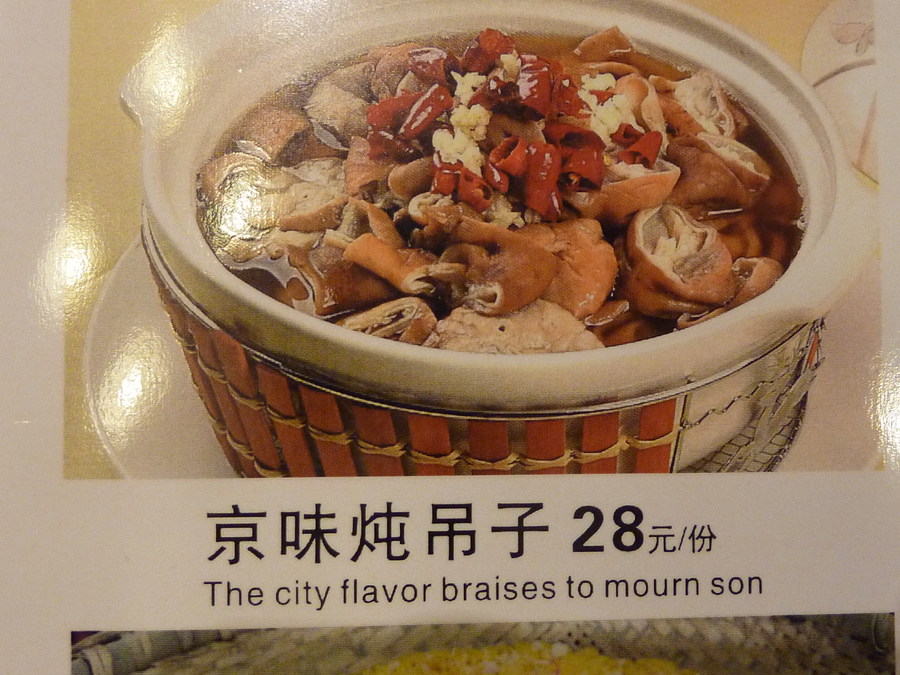 京味炖吊子 28元/份
The city flavor braises to mourn son